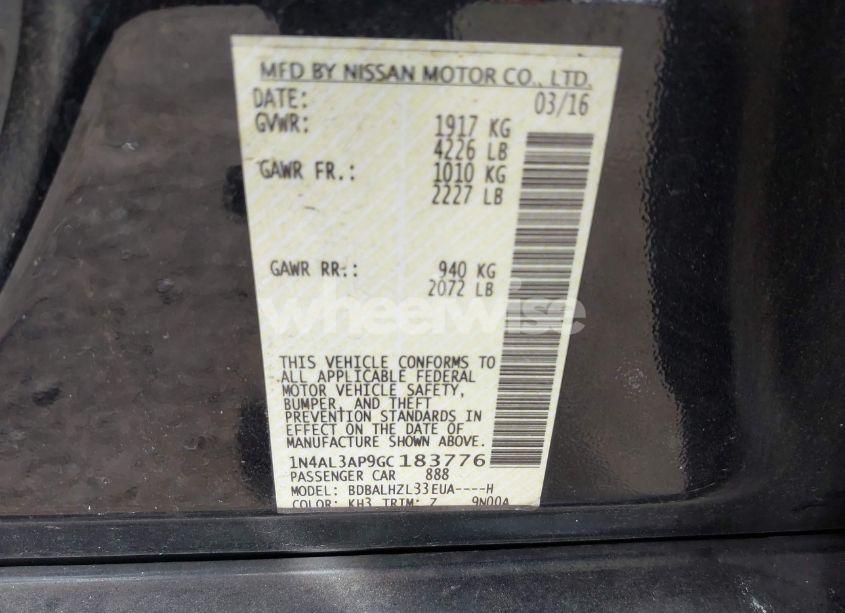 MFD BY NISSAN MOTOR CO., LTD.
DATE: 03/16
GVWR: 1917 KG
4226 LB
GAWR FR.: 1010 KG
2227 LB
GAWR RR.: 940 KG
2072 LB
wheelwise
THIS VEHICLE CONFORMS TO
ALL APPLICABLE FEDERAL
MOTOR VEHICLE SAFETY,
BUMPER, AND THEFT
PREVENTION STANDARDS IN
EFFECT ON THE DATE OF
MANUFACTURE SHOWN ABOVE.
1N4AL3AP9GC183776
PASSENGER CAR 888
MODEL: BDBALHZL33EUA----H
COLOR: KH3 TRIM: Z 9N00A